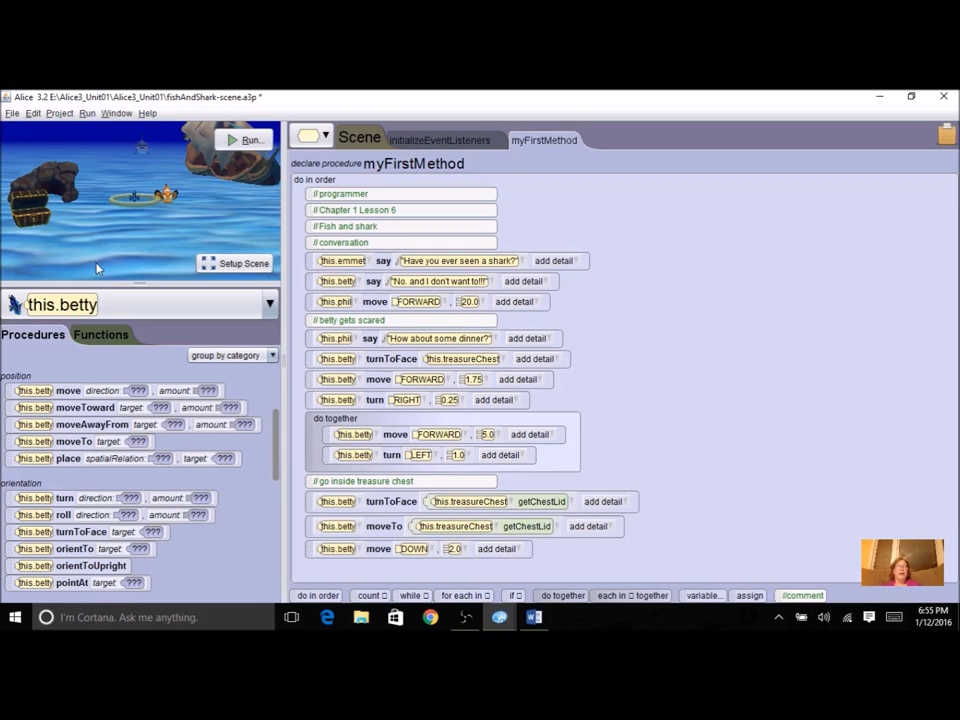 Alice 3.2 E:\Alice3_Unit01\Alice3_Unit01\fishAndShark-scene.a3p *
File Edit Project Run Window Help
Run...
Setup Scene
this.betty
Procedures Functions
group by category
position
this.betty move direction: ??? , amount: ???
this.betty moveToward target: ??? , amount: ???
this.betty moveAwayFrom target: ??? , amount: ???
this.betty moveTo target: ???
this.betty place spatialRelation: ??? , target: ???
orientation
this.betty turn direction: ??? , amount: ???
this.betty roll direction: ??? , amount: ???
this.betty turnToFace target: ???
this.betty orientTo target: ???
this.betty orientToUpright
this.betty pointAt target: ???
Scene initializeEventListeners myFirstMethod
declare procedure myFirstMethod
do in order
//programmer
//Chapter 1 Lesson 6
//Fish and shark
//conversation
this.emmet say "Have you ever seen a shark?" add detail
this.betty say "No. and I don't want to!!!" add detail
this.phil move FORWARD , 20.0 add detail
//betty gets scared
this.phil say "How about some dinner?" add detail
this.betty turnToFace this.treasureChest add detail
this.betty move FORWARD , 1.75 add detail
this.betty turn RIGHT , 0.25 add detail
do together
this.betty move FORWARD , 5.0 add detail
this.betty turn LEFT , 1.0 add detail
//go inside treasure chest
this.betty turnToFace this.treasureChest getChestLid add detail
this.betty moveTo this.treasureChest getChestLid add detail
this.betty move DOWN , 2.0 add detail
do in order count while for each in if do together each in together variable... assign //comment
I'm Cortana. Ask me anything.
6:55 PM
1/12/2016